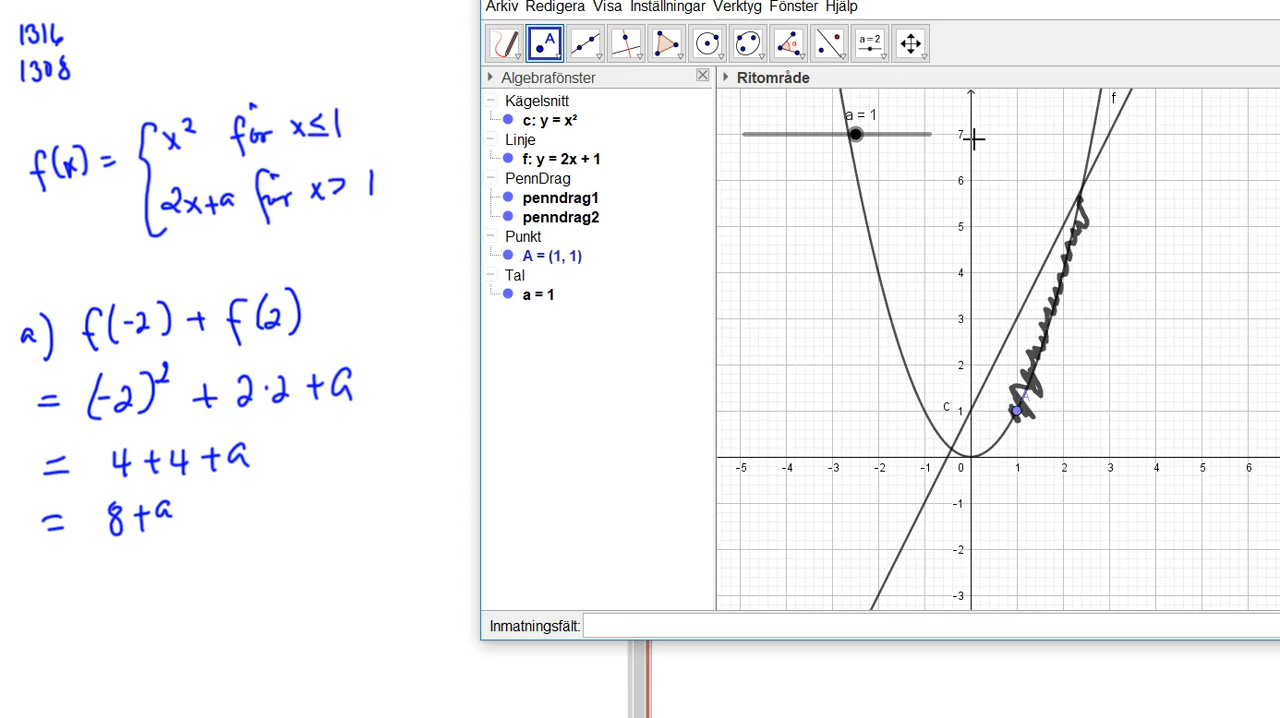 1316
1308
f(x) = { x² för x≤1
2x+a för x> 1
a) f(-2) + f(2)
= (-2)² + 2·2 +a
= 4+4+a
= 8+a
Arkiv Redigera Visa Inställningar Verktyg Fönster Hjälp
A
α
a=2
Algebrafönster
Kägelsnitt
c: y = x²
Linje
f: y = 2x + 1
PennDrag
penndrag1
penndrag2
Punkt
A = (1, 1)
Tal
a = 1
Ritområde
f
a = 1
7
6
5
4
3
2
A
C 1
-5 -4 -3 -2 -1 0 1 2 3 4 5 6
-1
-2
-3
Inmatningsfält: